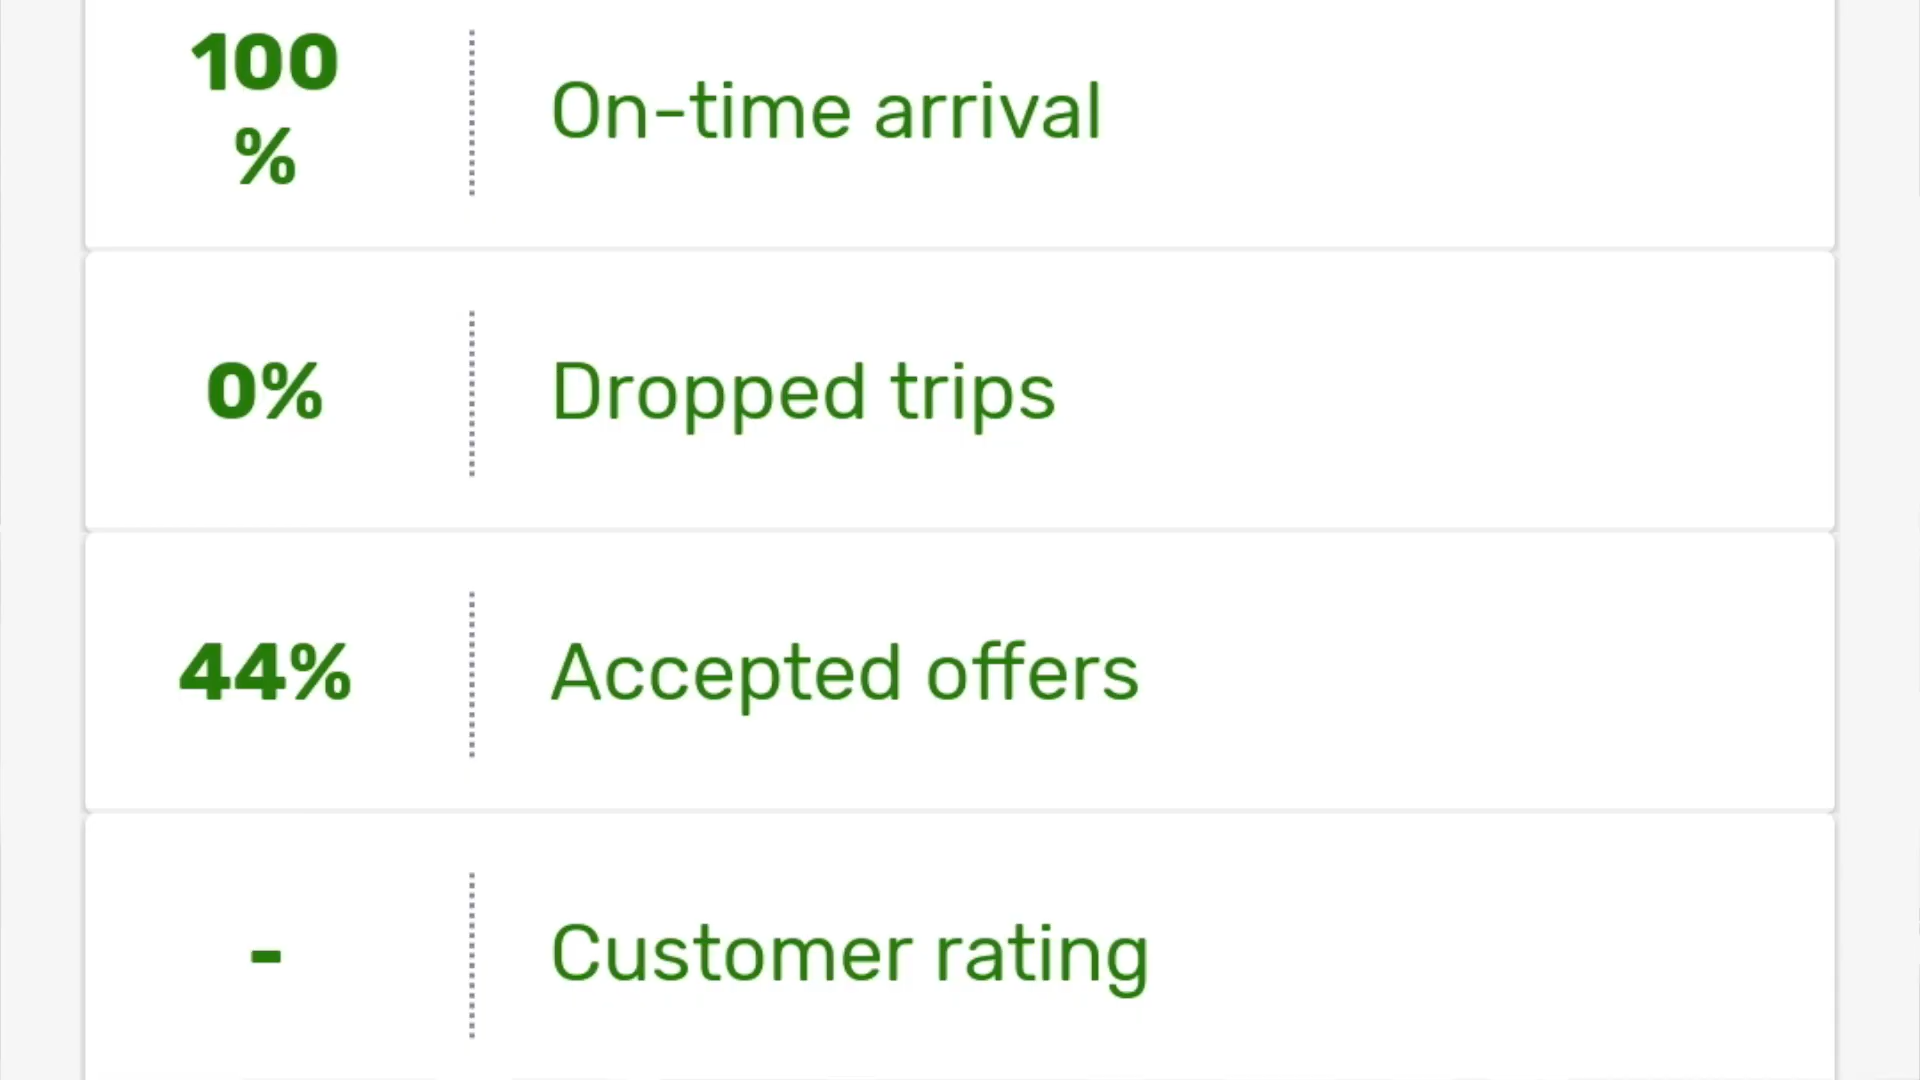 100
%
On-time arrival
0%
Dropped trips
44%
Accepted offers
-
Customer rating